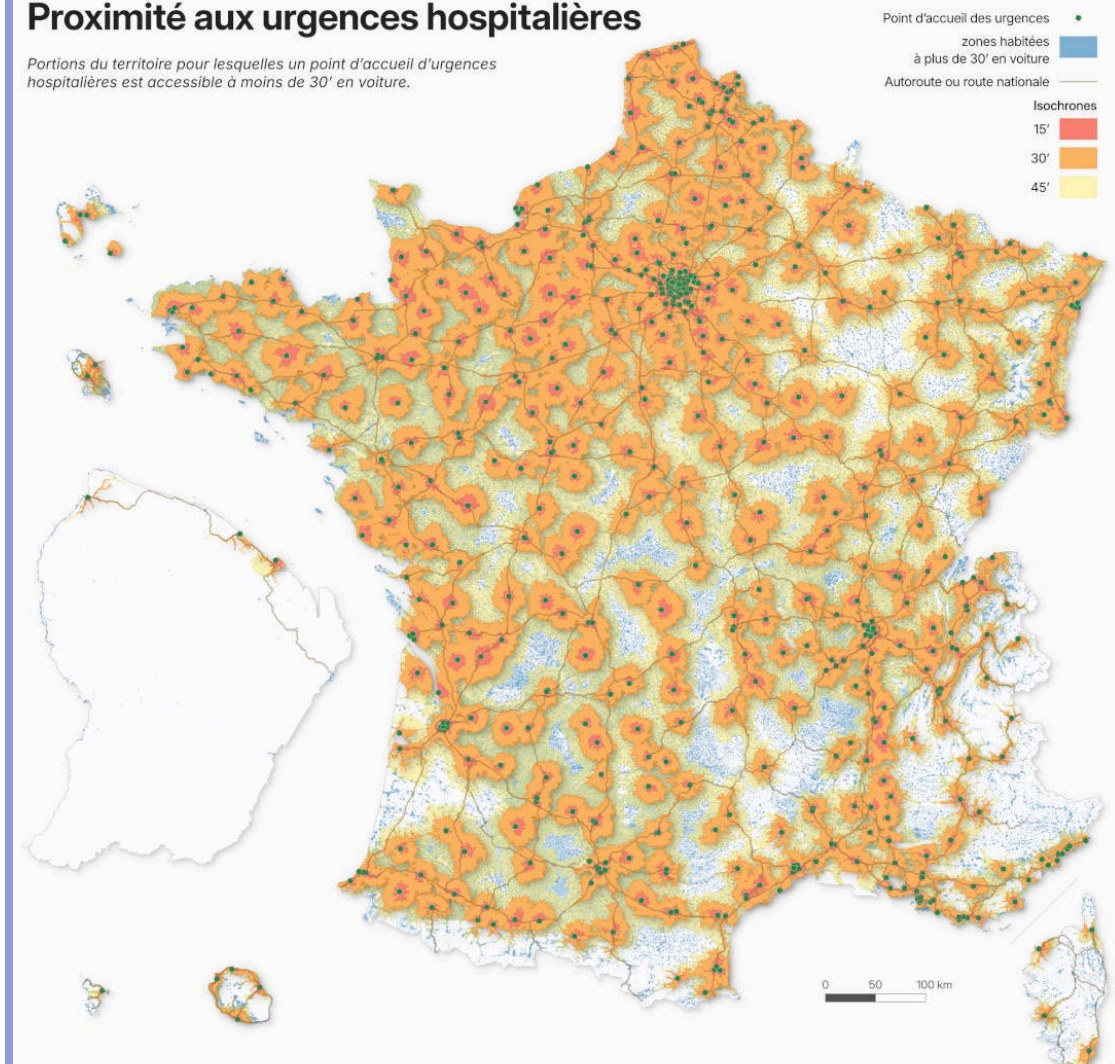 Proximité aux urgences hospitalières
Portions du territoire pour lesquelles un point d'accueil d'urgences
hospitalières est accessible à moins de 30' en voiture.
Point d'accueil des urgences
zones habitées
à plus de 30' en voiture
Autoroute ou route nationale
Isochrones
15'
30'
45'
0 50 100 km